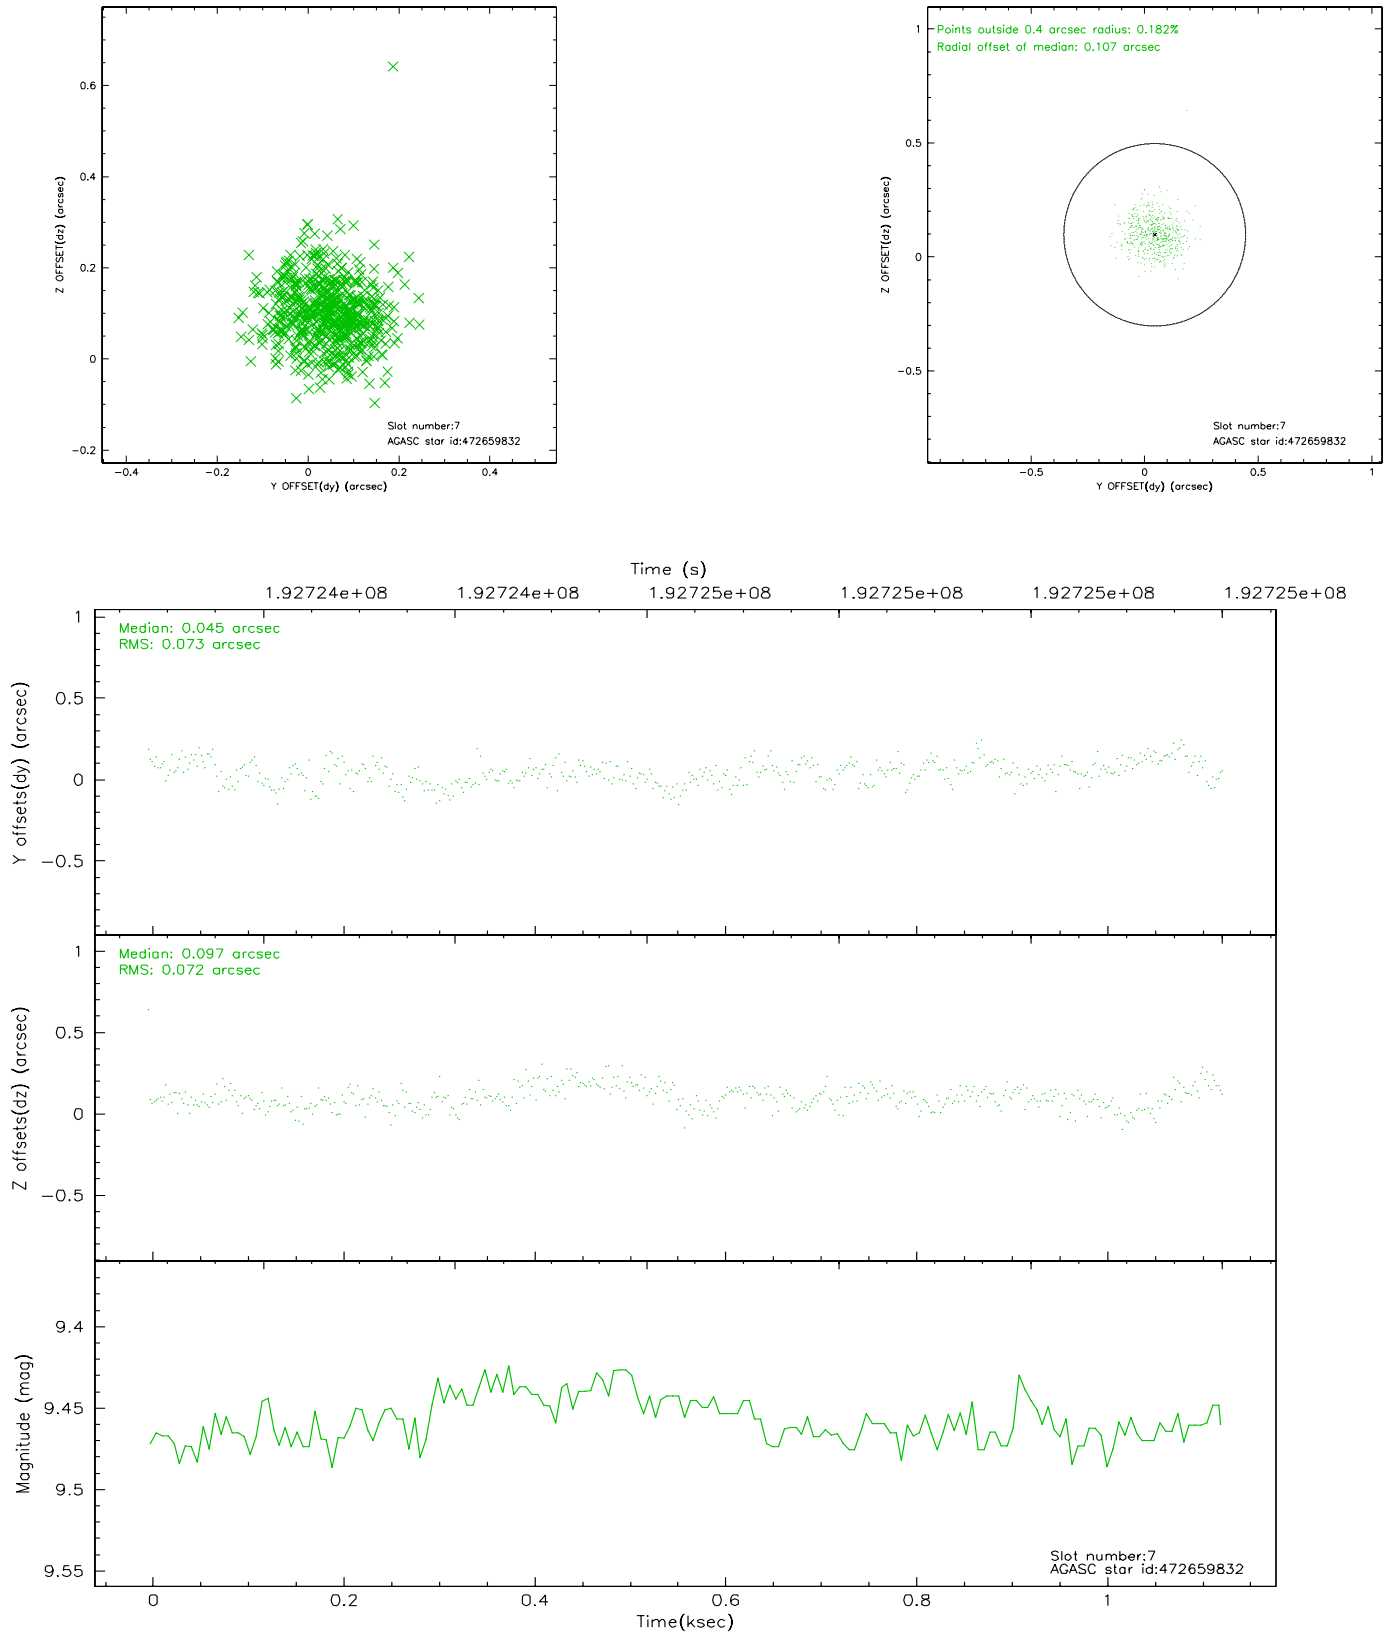 0.6
0.4
0.2
0
−0.2
Z OFFSET(dz) (arcsec)
−0.4
−0.2
0
0.2
0.4
Y OFFSET(dy) (arcsec)
Slot number:7
AGASC star id:472659832
Points outside 0.4 arcsec radius: 0.182%
Radial offset of median: 0.107 arcsec
1
0.5
0
−0.5
Z OFFSET(dz) (arcsec)
−0.5
0
0.5
1
Y OFFSET(dy) (arcsec)
Slot number:7
AGASC star id:472659832
Time (s)
1.92724e+08
1.92724e+08
1.92725e+08
1.92725e+08
1.92725e+08
1.92725e+08
Median: 0.045 arcsec
RMS: 0.073 arcsec
1
0.5
0
−0.5
Y offsets(dy) (arcsec)
Median: 0.097 arcsec
RMS: 0.072 arcsec
1
0.5
0
−0.5
Z offsets(dz) (arcsec)
9.4
9.45
9.5
9.55
Magnitude (mag)
Slot number:7
AGASC star id:472659832
0
0.2
0.4
0.6
0.8
1
Time(ksec)